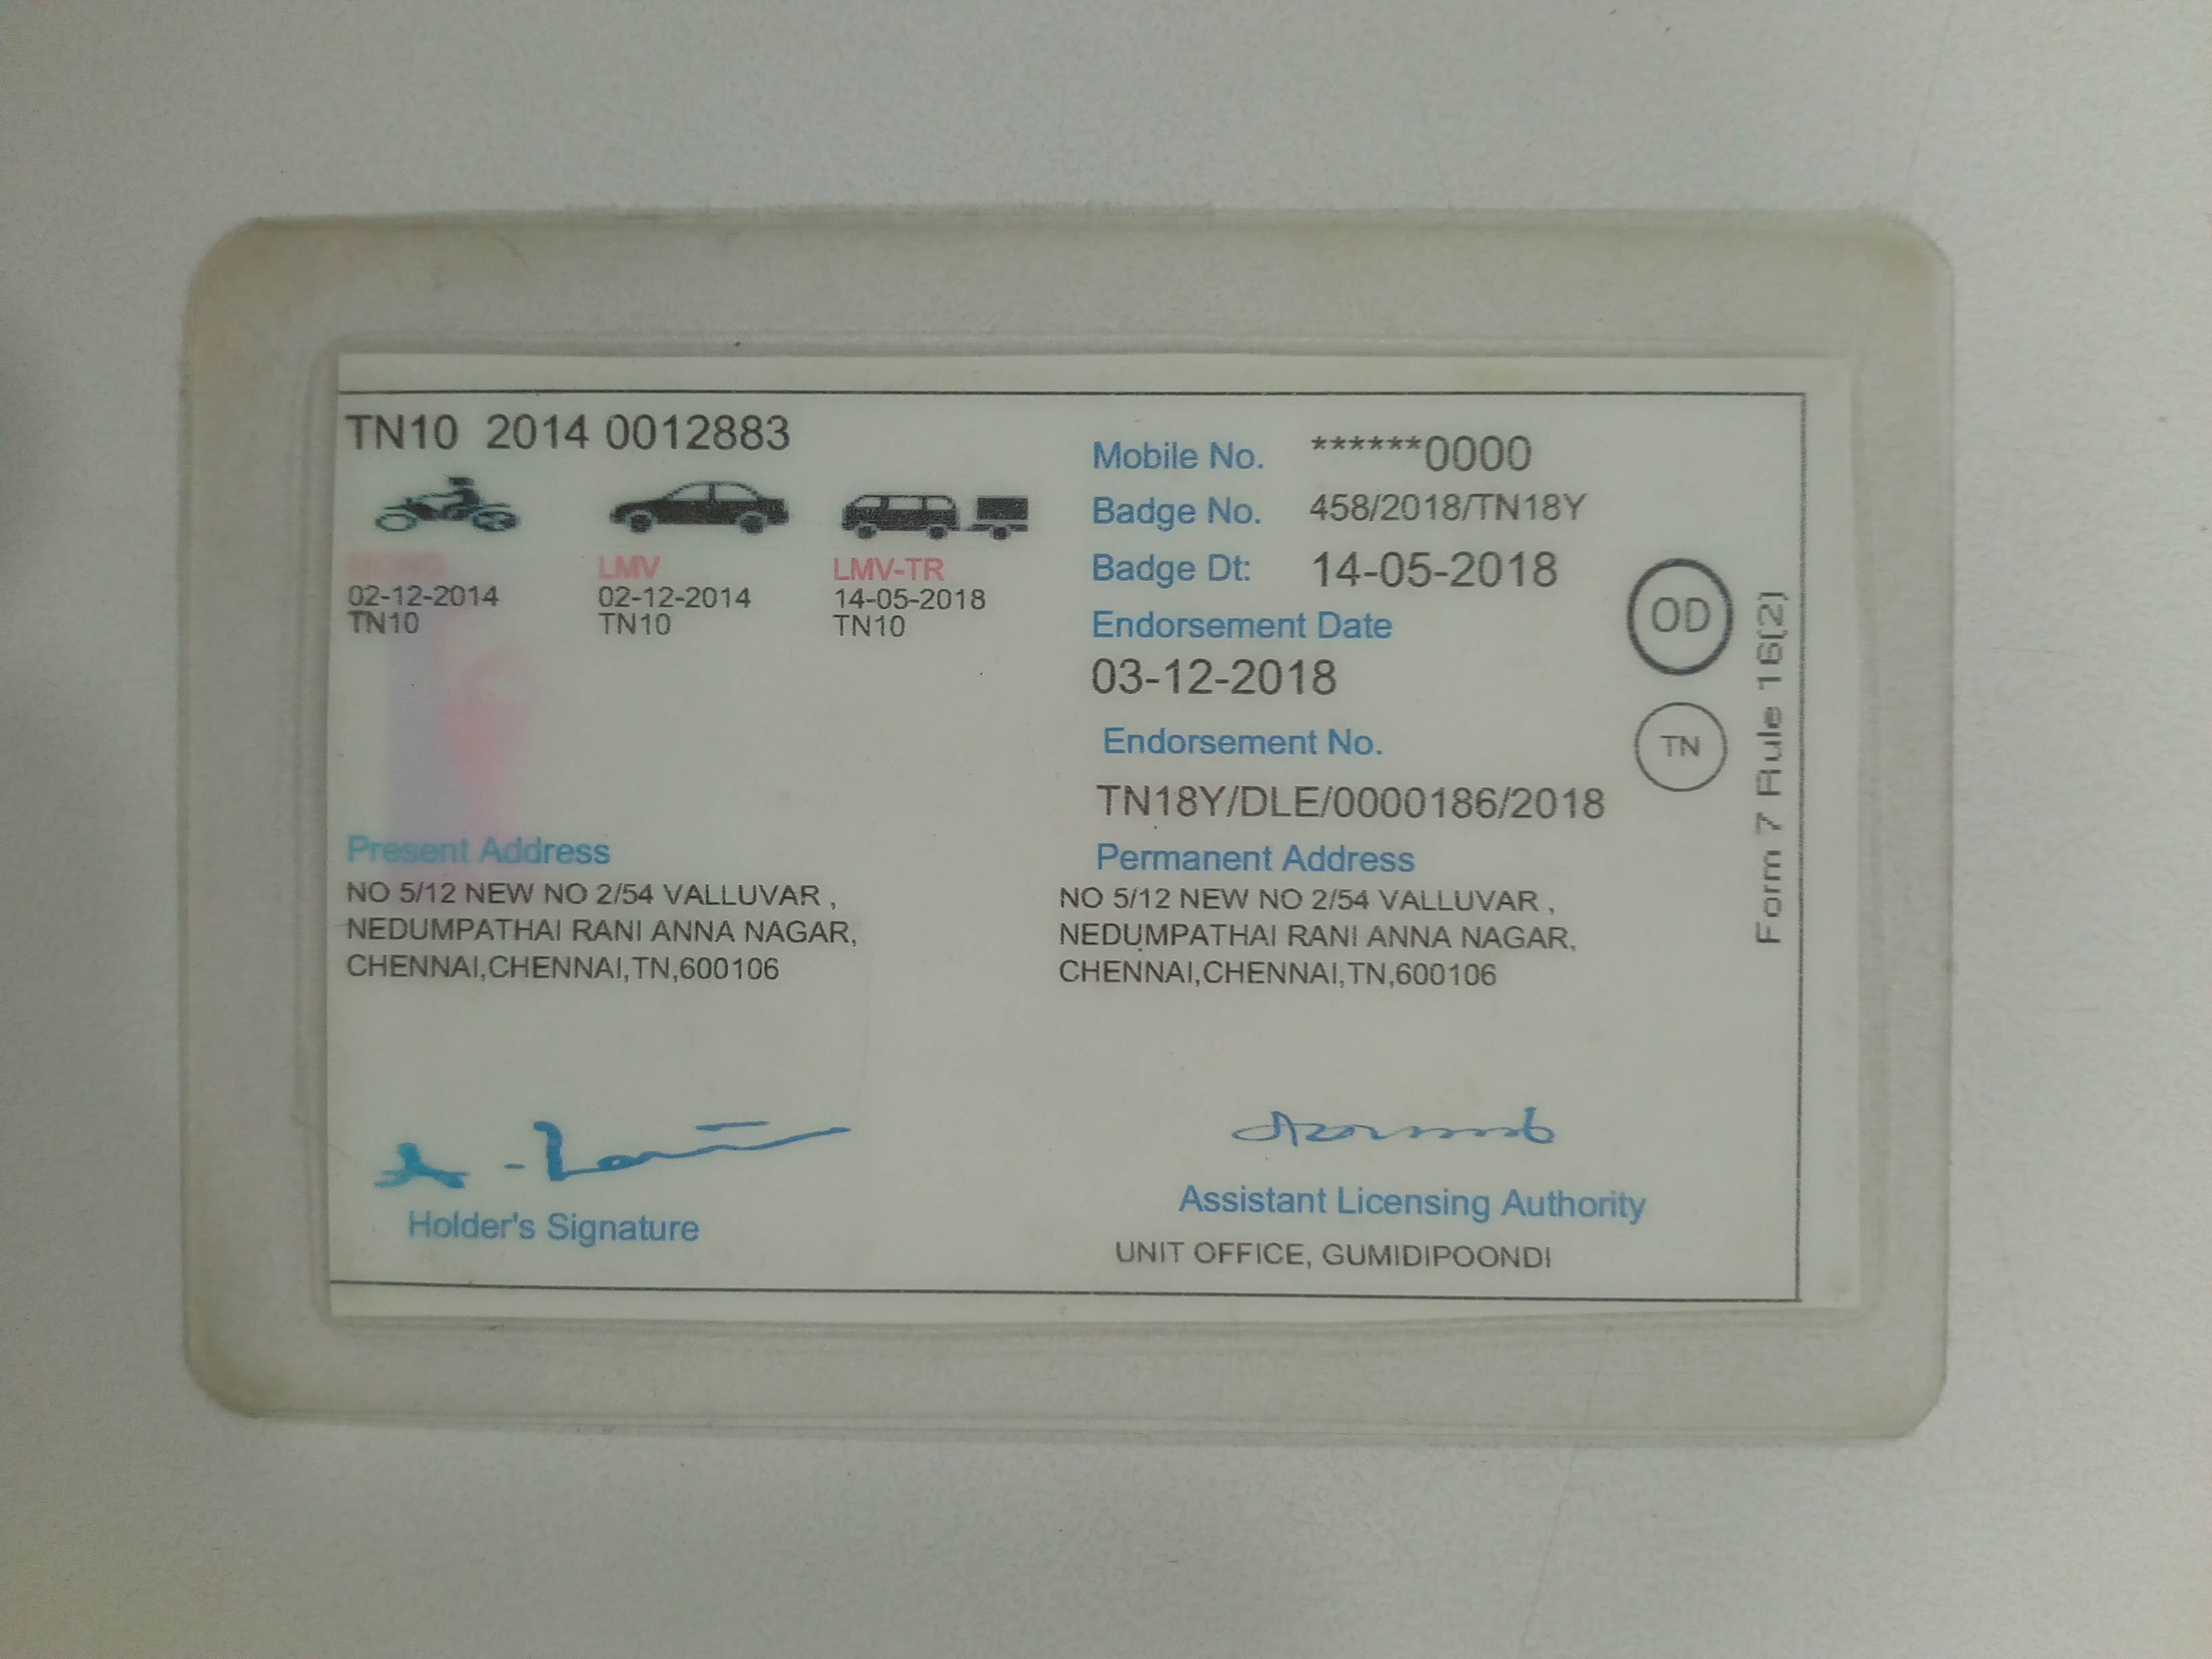 TN10 2014 0012883
LMV
LMV-TR
02-12-2014
02-12-2014
14-05-2018
TN10
TN10
TN10
Mobile No. ******0000
Badge No. 458/2018/TN18Y
Badge Dt: 14-05-2018
Endorsement Date
03-12-2018
Endorsement No.
TN18Y/DLE/0000186/2018
OD
TN
Form 7 Rule 16(2)
Present Address
NO 5/12 NEW NO 2/54 VALLUVAR ,
NEDUMPATHAI RANI ANNA NAGAR,
CHENNAI,CHENNAI,TN,600106
Permanent Address
NO 5/12 NEW NO 2/54 VALLUVAR ,
NEDUMPATHAI RANI ANNA NAGAR,
CHENNAI,CHENNAI,TN,600106
Holder's Signature
Assistant Licensing Authority
UNIT OFFICE, GUMIDIPOONDI